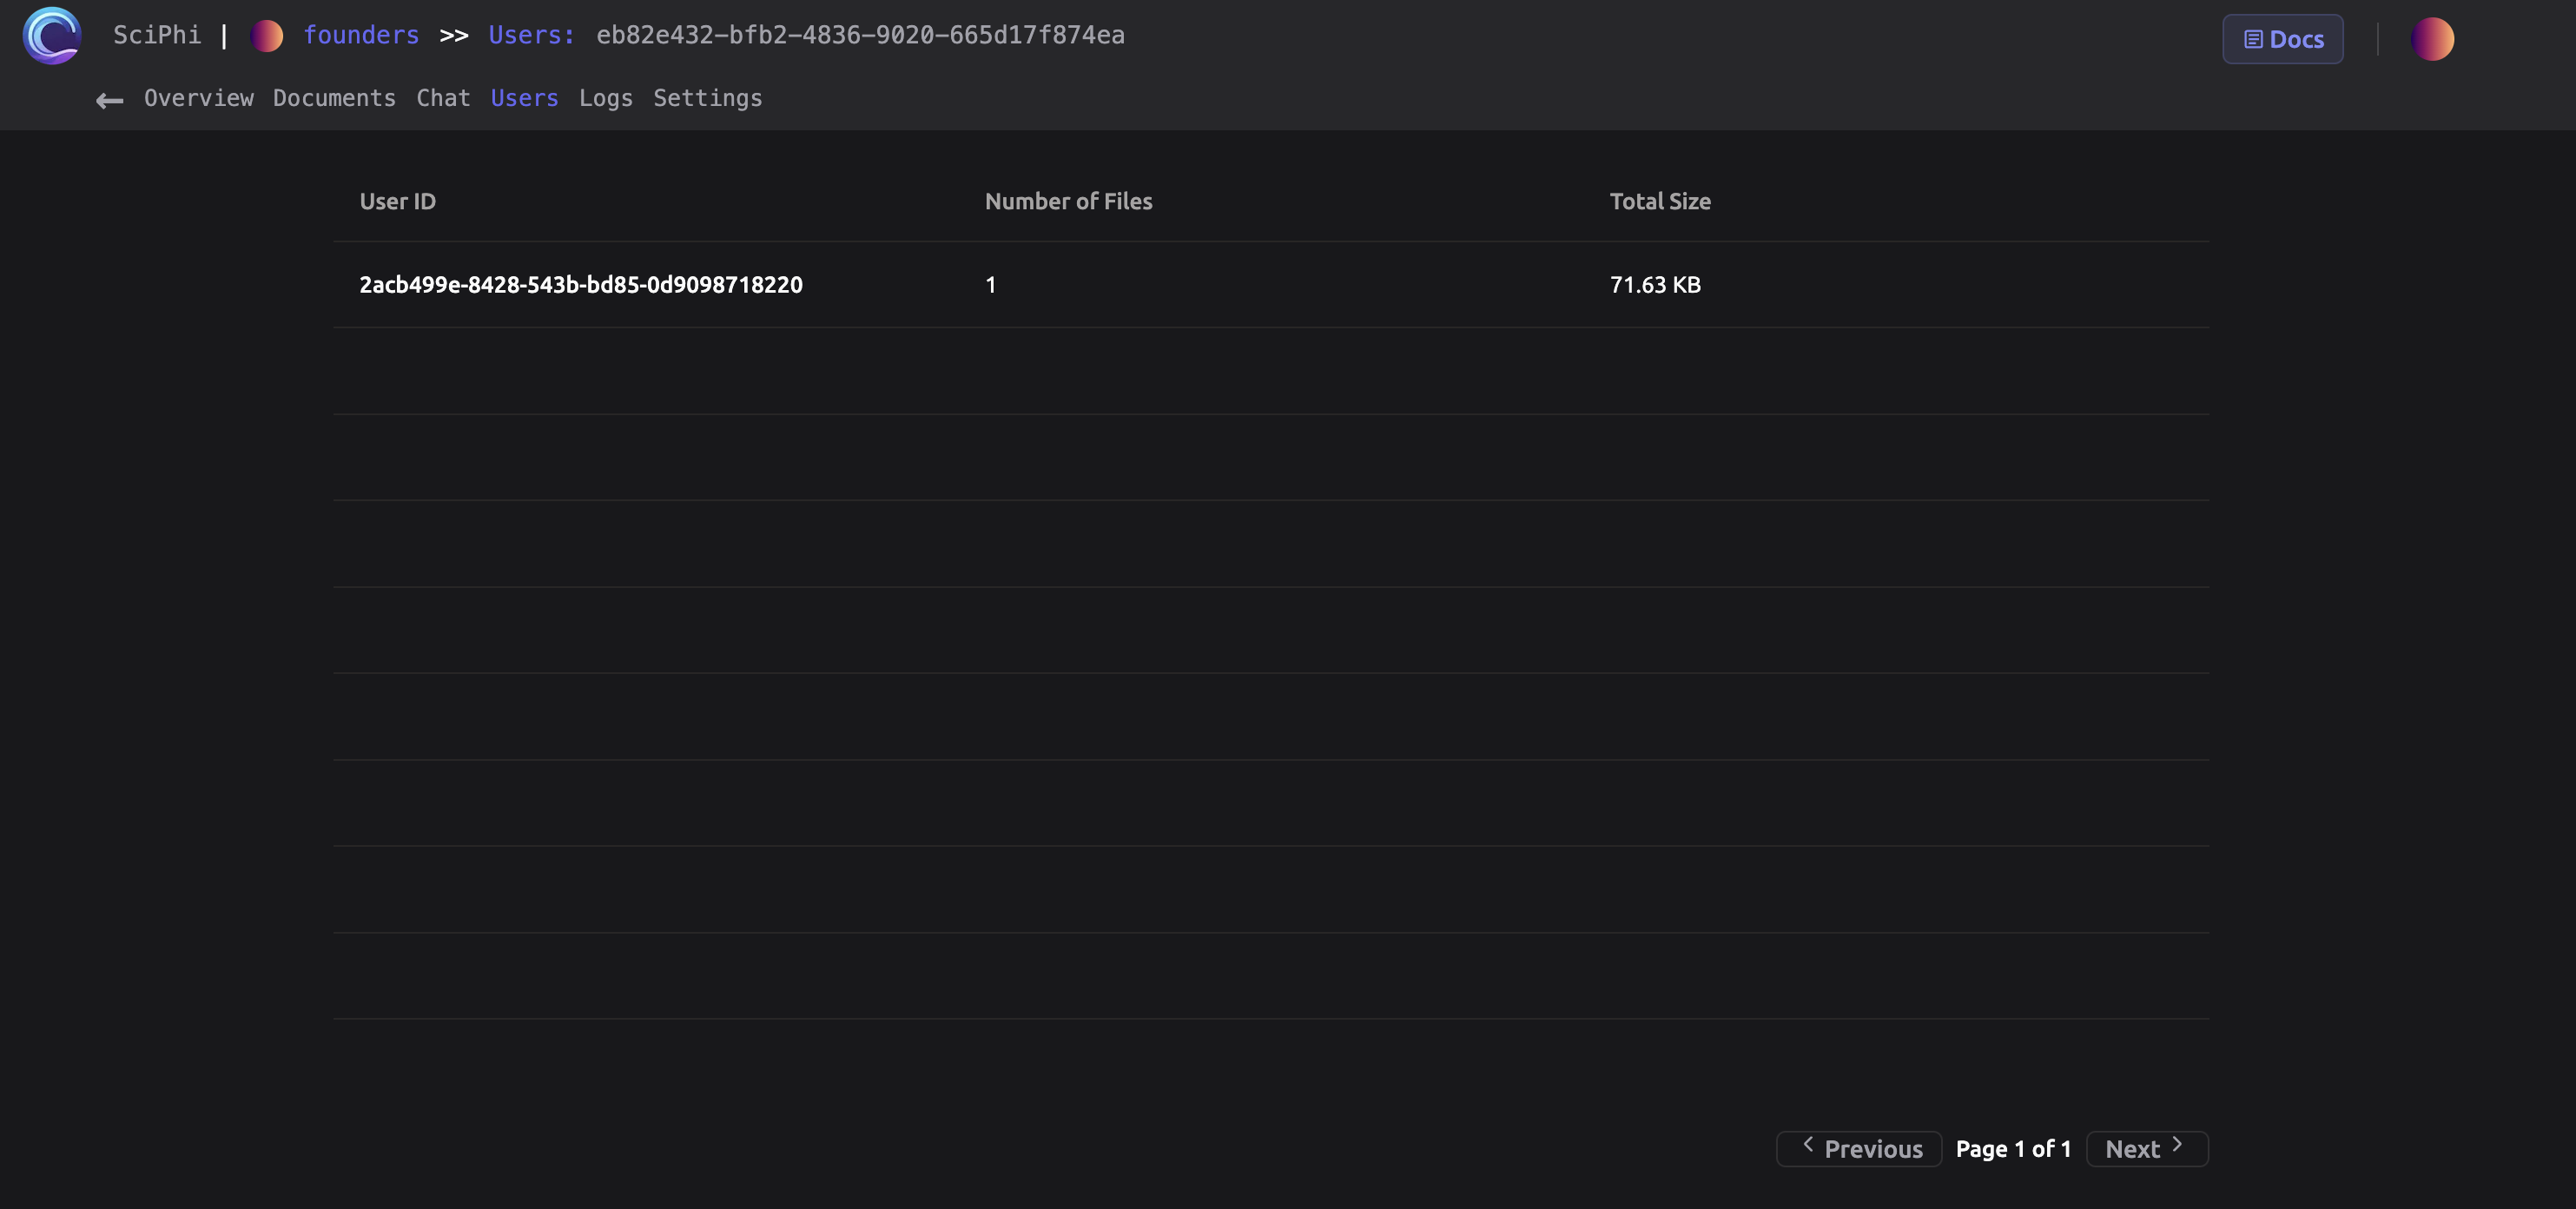 SciPhi | founders >> Users: eb82e432-bfb2-4836-9020-665d17f874ea Docs
Overview Documents Chat Users Logs Settings
User ID Number of Files Total Size
2acb499e-8428-543b-bd85-0d9098718220 1 71.63 KB
Previous Page 1 of 1 Next